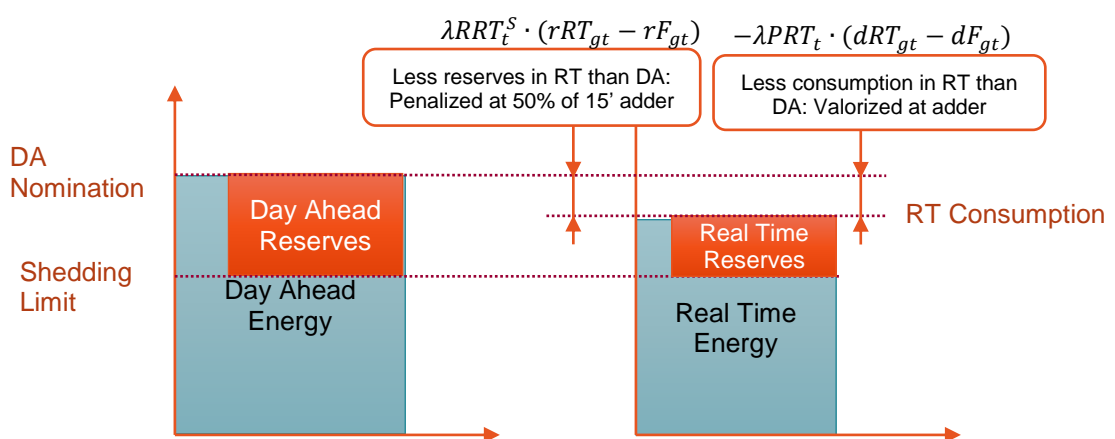 λRRT_t^S · (rRT_gt − rF_gt)
−λPRT_t · (dRT_gt − dF_gt)
Less reserves in RT than DA:
Penalized at 50% of 15' adder
Less consumption in RT than
DA: Valorized at adder
DA
Nomination
Day Ahead
Reserves
Real Time
Reserves
RT Consumption
Shedding
Limit
Day Ahead
Energy
Real Time
Energy